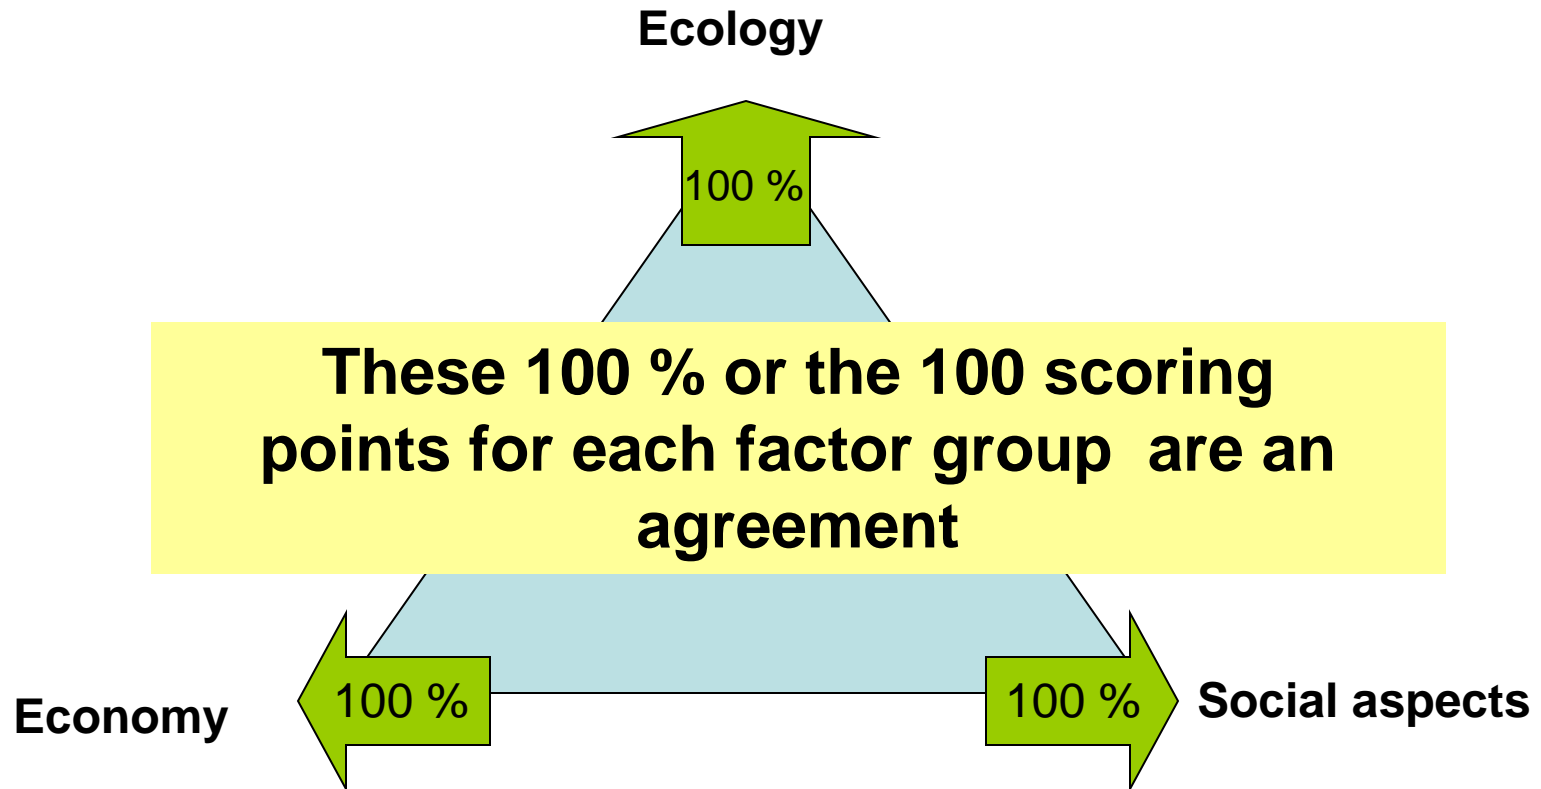 Ecology
100 %
These 100 % or the 100 scoring
points for each factor group  are an
agreement
100 %
100 %
Economy
Social aspects